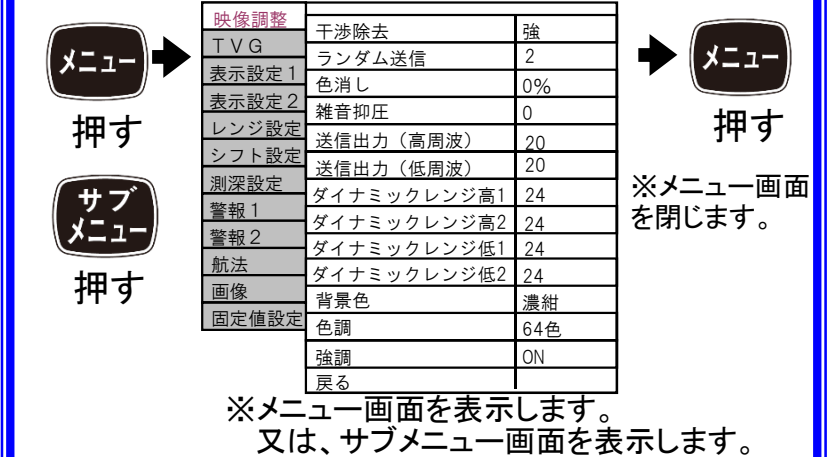 メニュー
押す
サブ
メニュー
押す
映像調整
TVG
表示設定1
表示設定2
レンジ設定
シフト設定
測深設定
警報1
警報2
航法
画像
固定値設定
干渉除去 強
ランダム送信 2
色消し 0%
雑音抑圧 0
送信出力（高周波） 20
送信出力（低周波） 20
ダイナミックレンジ高1 24
ダイナミックレンジ高2 24
ダイナミックレンジ低1 24
ダイナミックレンジ低2 24
背景色 濃紺
色調 64色
強調 ON
戻る
メニュー
押す
※メニュー画面
を閉じます。
※メニュー画面を表示します。
又は、サブメニュー画面を表示します。